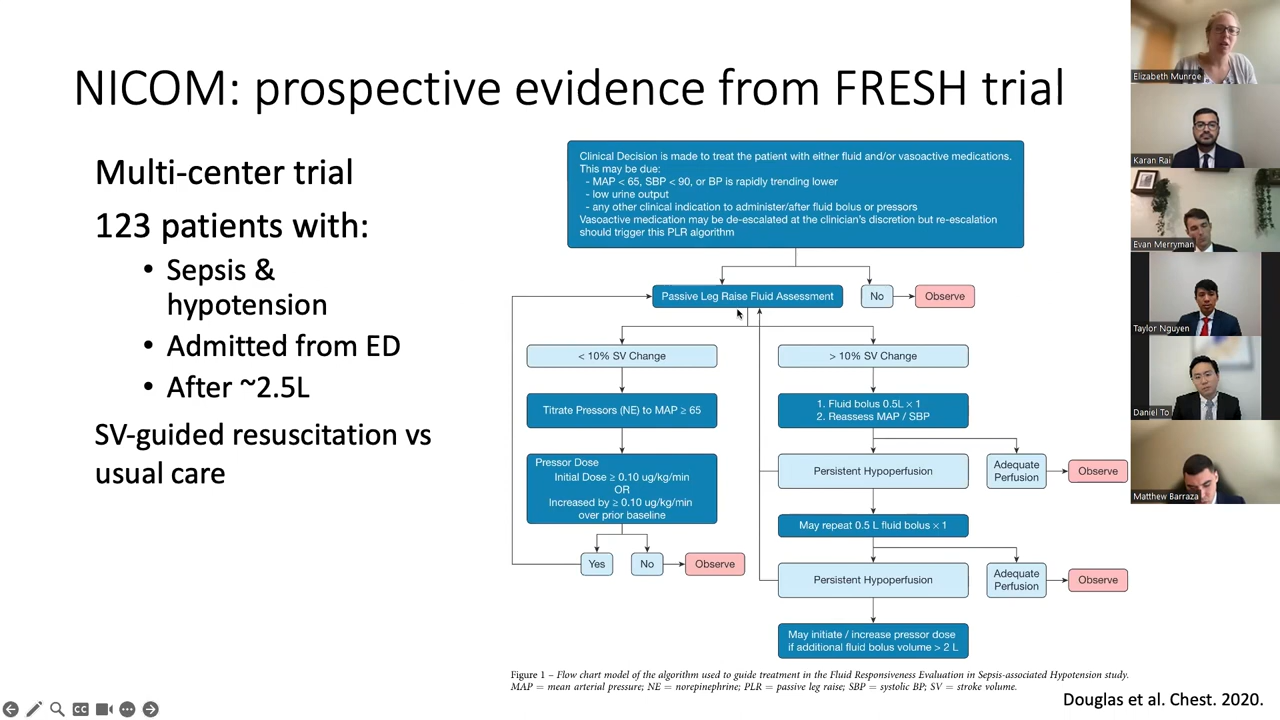 NICOM: prospective evidence from FRESH trial
Multi-center trial
123 patients with:
• Sepsis &
hypotension
• Admitted from ED
• After ~2.5L
SV-guided resuscitation vs
usual care
Clinical Decision is made to treat the patient with either fluid and/or vasoactive medications.
This may be due:
- MAP < 65, SBP < 90, or BP is rapidly trending lower
- low urine output
- any other clinical indication to administer/after fluid bolus or pressors
Vasoactive medication may be de-escalated at the clinician's discretion but re-escalation
should trigger this PLR algorithm
Passive Leg Raise Fluid Assessment
No
Observe
< 10% SV Change
> 10% SV Change
Titrate Pressors (NE) to MAP ≥ 65
1. Fluid bolus 0.5L × 1
2. Reassess MAP / SBP
Pressor Dose
Initial Dose ≥ 0.10 ug/kg/min
OR
Increased by ≥ 0.10 ug/kg/min
over prior baseline
Persistent Hypoperfusion
Adequate
Perfusion
Observe
May repeat 0.5 L fluid bolus × 1
Yes
No
Observe
Persistent Hypoperfusion
Adequate
Perfusion
Observe
May initiate / increase pressor dose
if additional fluid bolus volume > 2 L
Figure 1 – Flow chart model of the algorithm used to guide treatment in the Fluid Responsiveness Evaluation in Sepsis-associated Hypotension study.
MAP = mean arterial pressure; NE = norepinephrine; PLR = passive leg raise; SBP = systolic BP; SV = stroke volume.
Douglas et al. Chest. 2020.
Elizabeth Munroe
Karan Rai
Evan Merryman
Taylor Nguyen
Daniel To
Matthew Barraza
CC